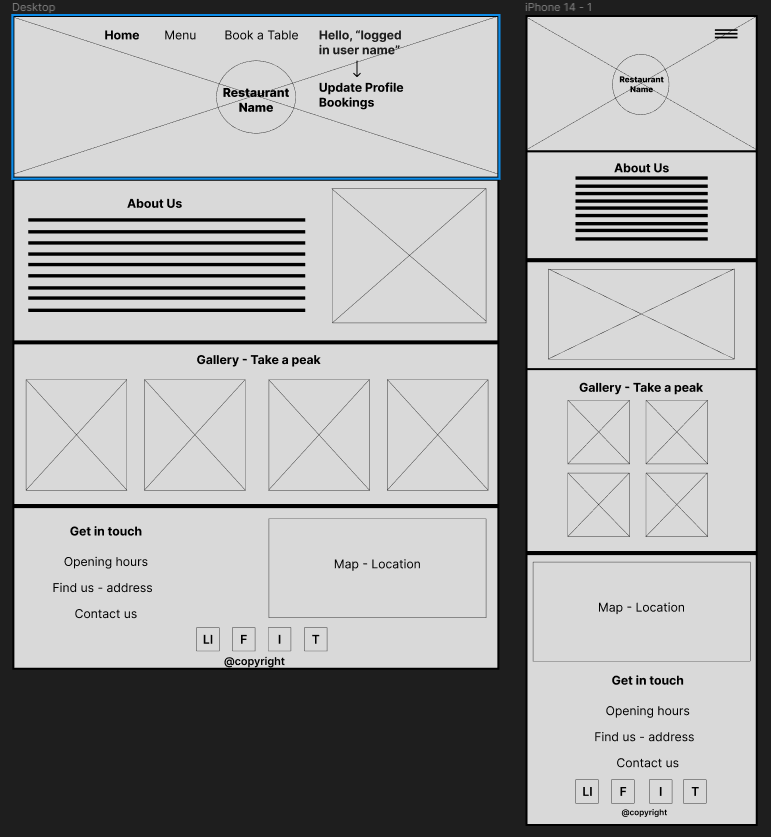 Desktop
Home Menu Book a Table Hello, “logged
in user name”
Update Profile
Bookings
Restaurant
Name
About Us
Gallery - Take a peak
Get in touch
Opening hours
Find us - address
Contact us
Map - Location
LI F I T
@copyright
iPhone 14 - 1
Restaurant
Name
About Us
Gallery - Take a peak
Map - Location
Get in touch
Opening hours
Find us - address
Contact us
LI F I T
@copyright